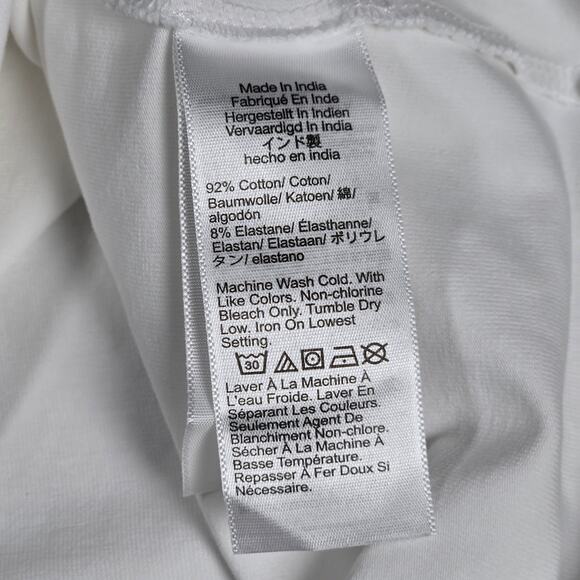 Made In India
Fabriqué En Inde
Hergestellt In Indien
Vervaardigd In India
インド製
hecho en india
92% Cotton/ Coton/
Baumwolle/ Katoen/ 綿/
algodón
8% Elastane/ Élasthanne/
Elastan/ Elastaan/ ポリウレ
タン/ elastano
Machine Wash Cold. With
Like Colors. Non-chlorine
Bleach Only. Tumble Dry
Low. Iron On Lowest
Setting.
30
Laver À La Machine À
L'eau Froide. Laver En
Séparant Les Couleurs.
Seulement Agent De
Blanchiment Non-chlore.
Sécher À La Machine À
Basse Température.
Repasser À Fer Doux Si
Nécessaire.